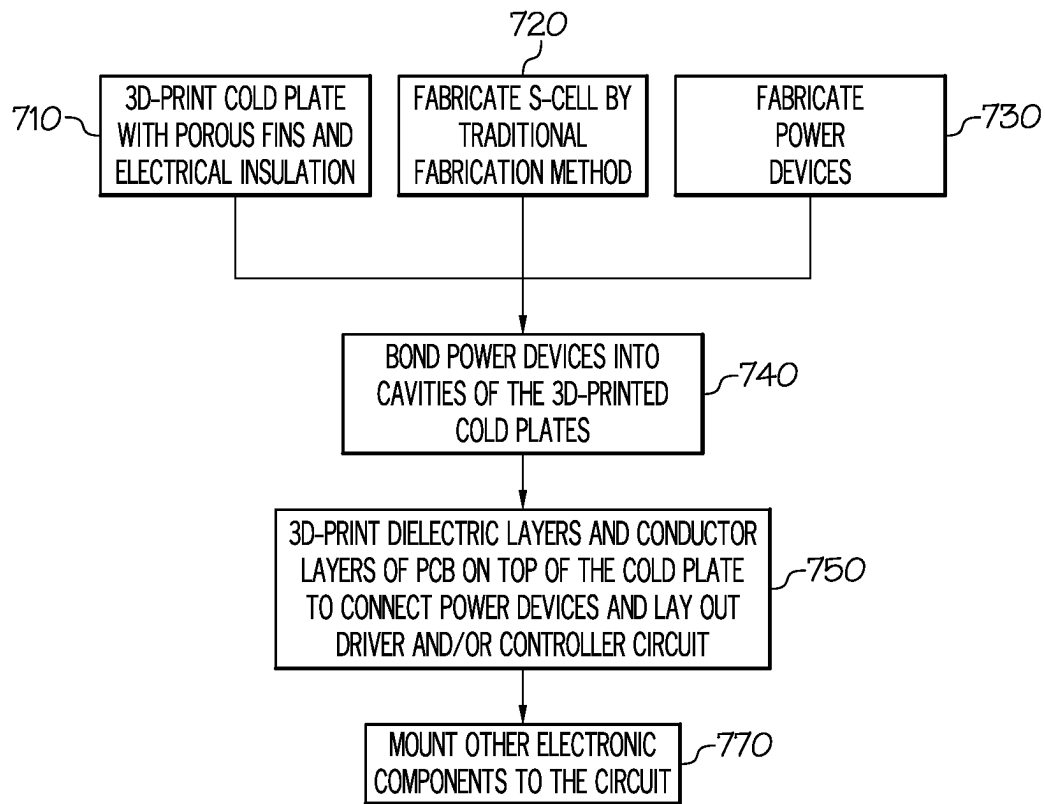 720
710
3D-PRINT COLD PLATE
WITH POROUS FINS AND
ELECTRICAL INSULATION
FABRICATE S-CELL BY
TRADITIONAL
FABRICATION METHOD
FABRICATE
POWER
DEVICES
730
BOND POWER DEVICES INTO
CAVITIES OF THE 3D-PRINTED
COLD PLATES
740
3D-PRINT DIELECTRIC LAYERS AND CONDUCTOR
LAYERS OF PCB ON TOP OF THE COLD PLATE
TO CONNECT POWER DEVICES AND LAY OUT
DRIVER AND/OR CONTROLLER CIRCUIT
750
MOUNT OTHER ELECTRONIC
COMPONENTS TO THE CIRCUIT
770